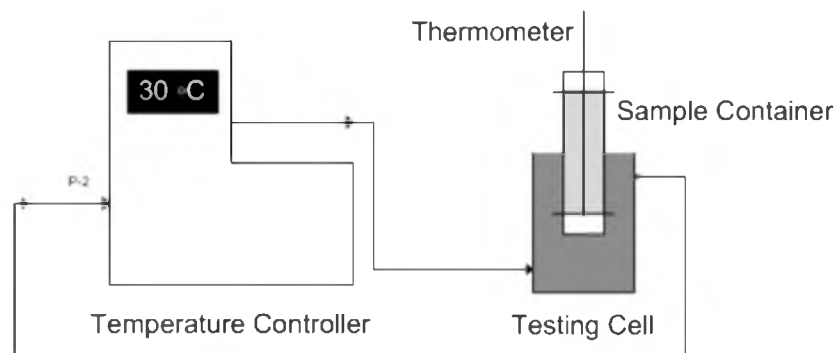 Thermometer
30 °C
Sample Container
P-2
Temperature Controller
Testing Cell